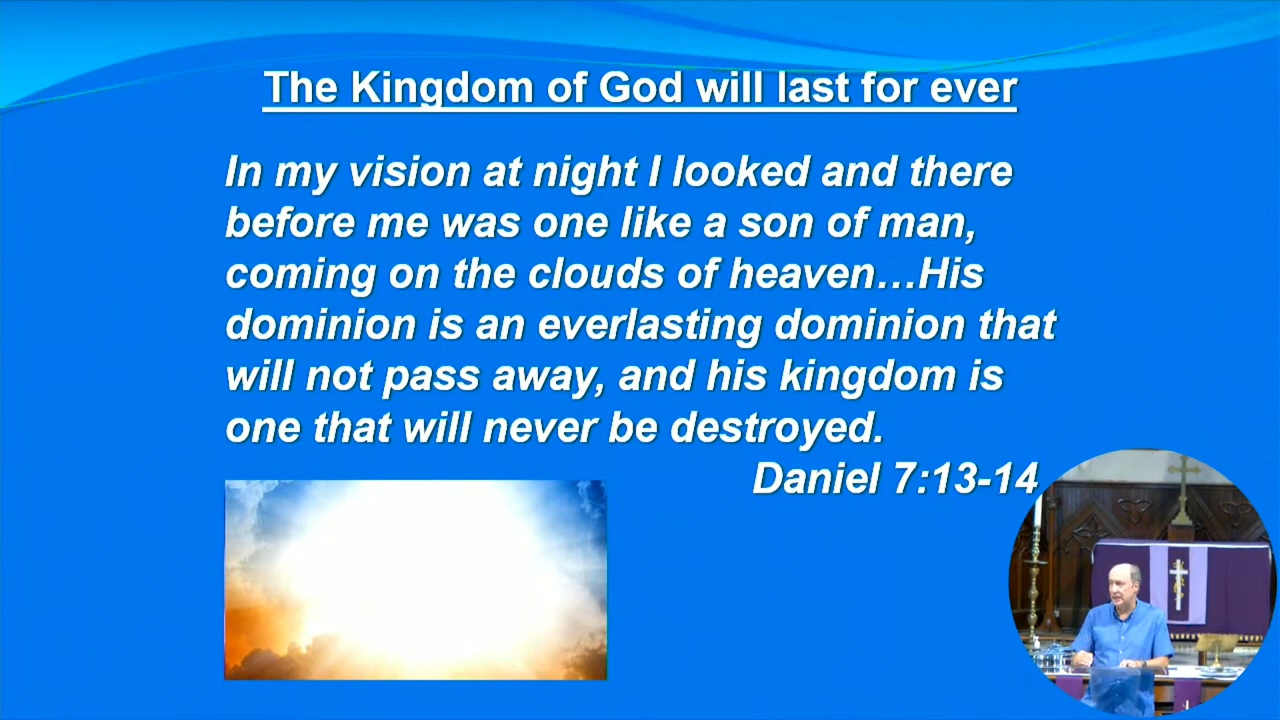 The Kingdom of God will last for ever
In my vision at night I looked and there
before me was one like a son of man,
coming on the clouds of heaven...His
dominion is an everlasting dominion that
will not pass away, and his kingdom is
one that will never be destroyed.
Daniel 7:13-14